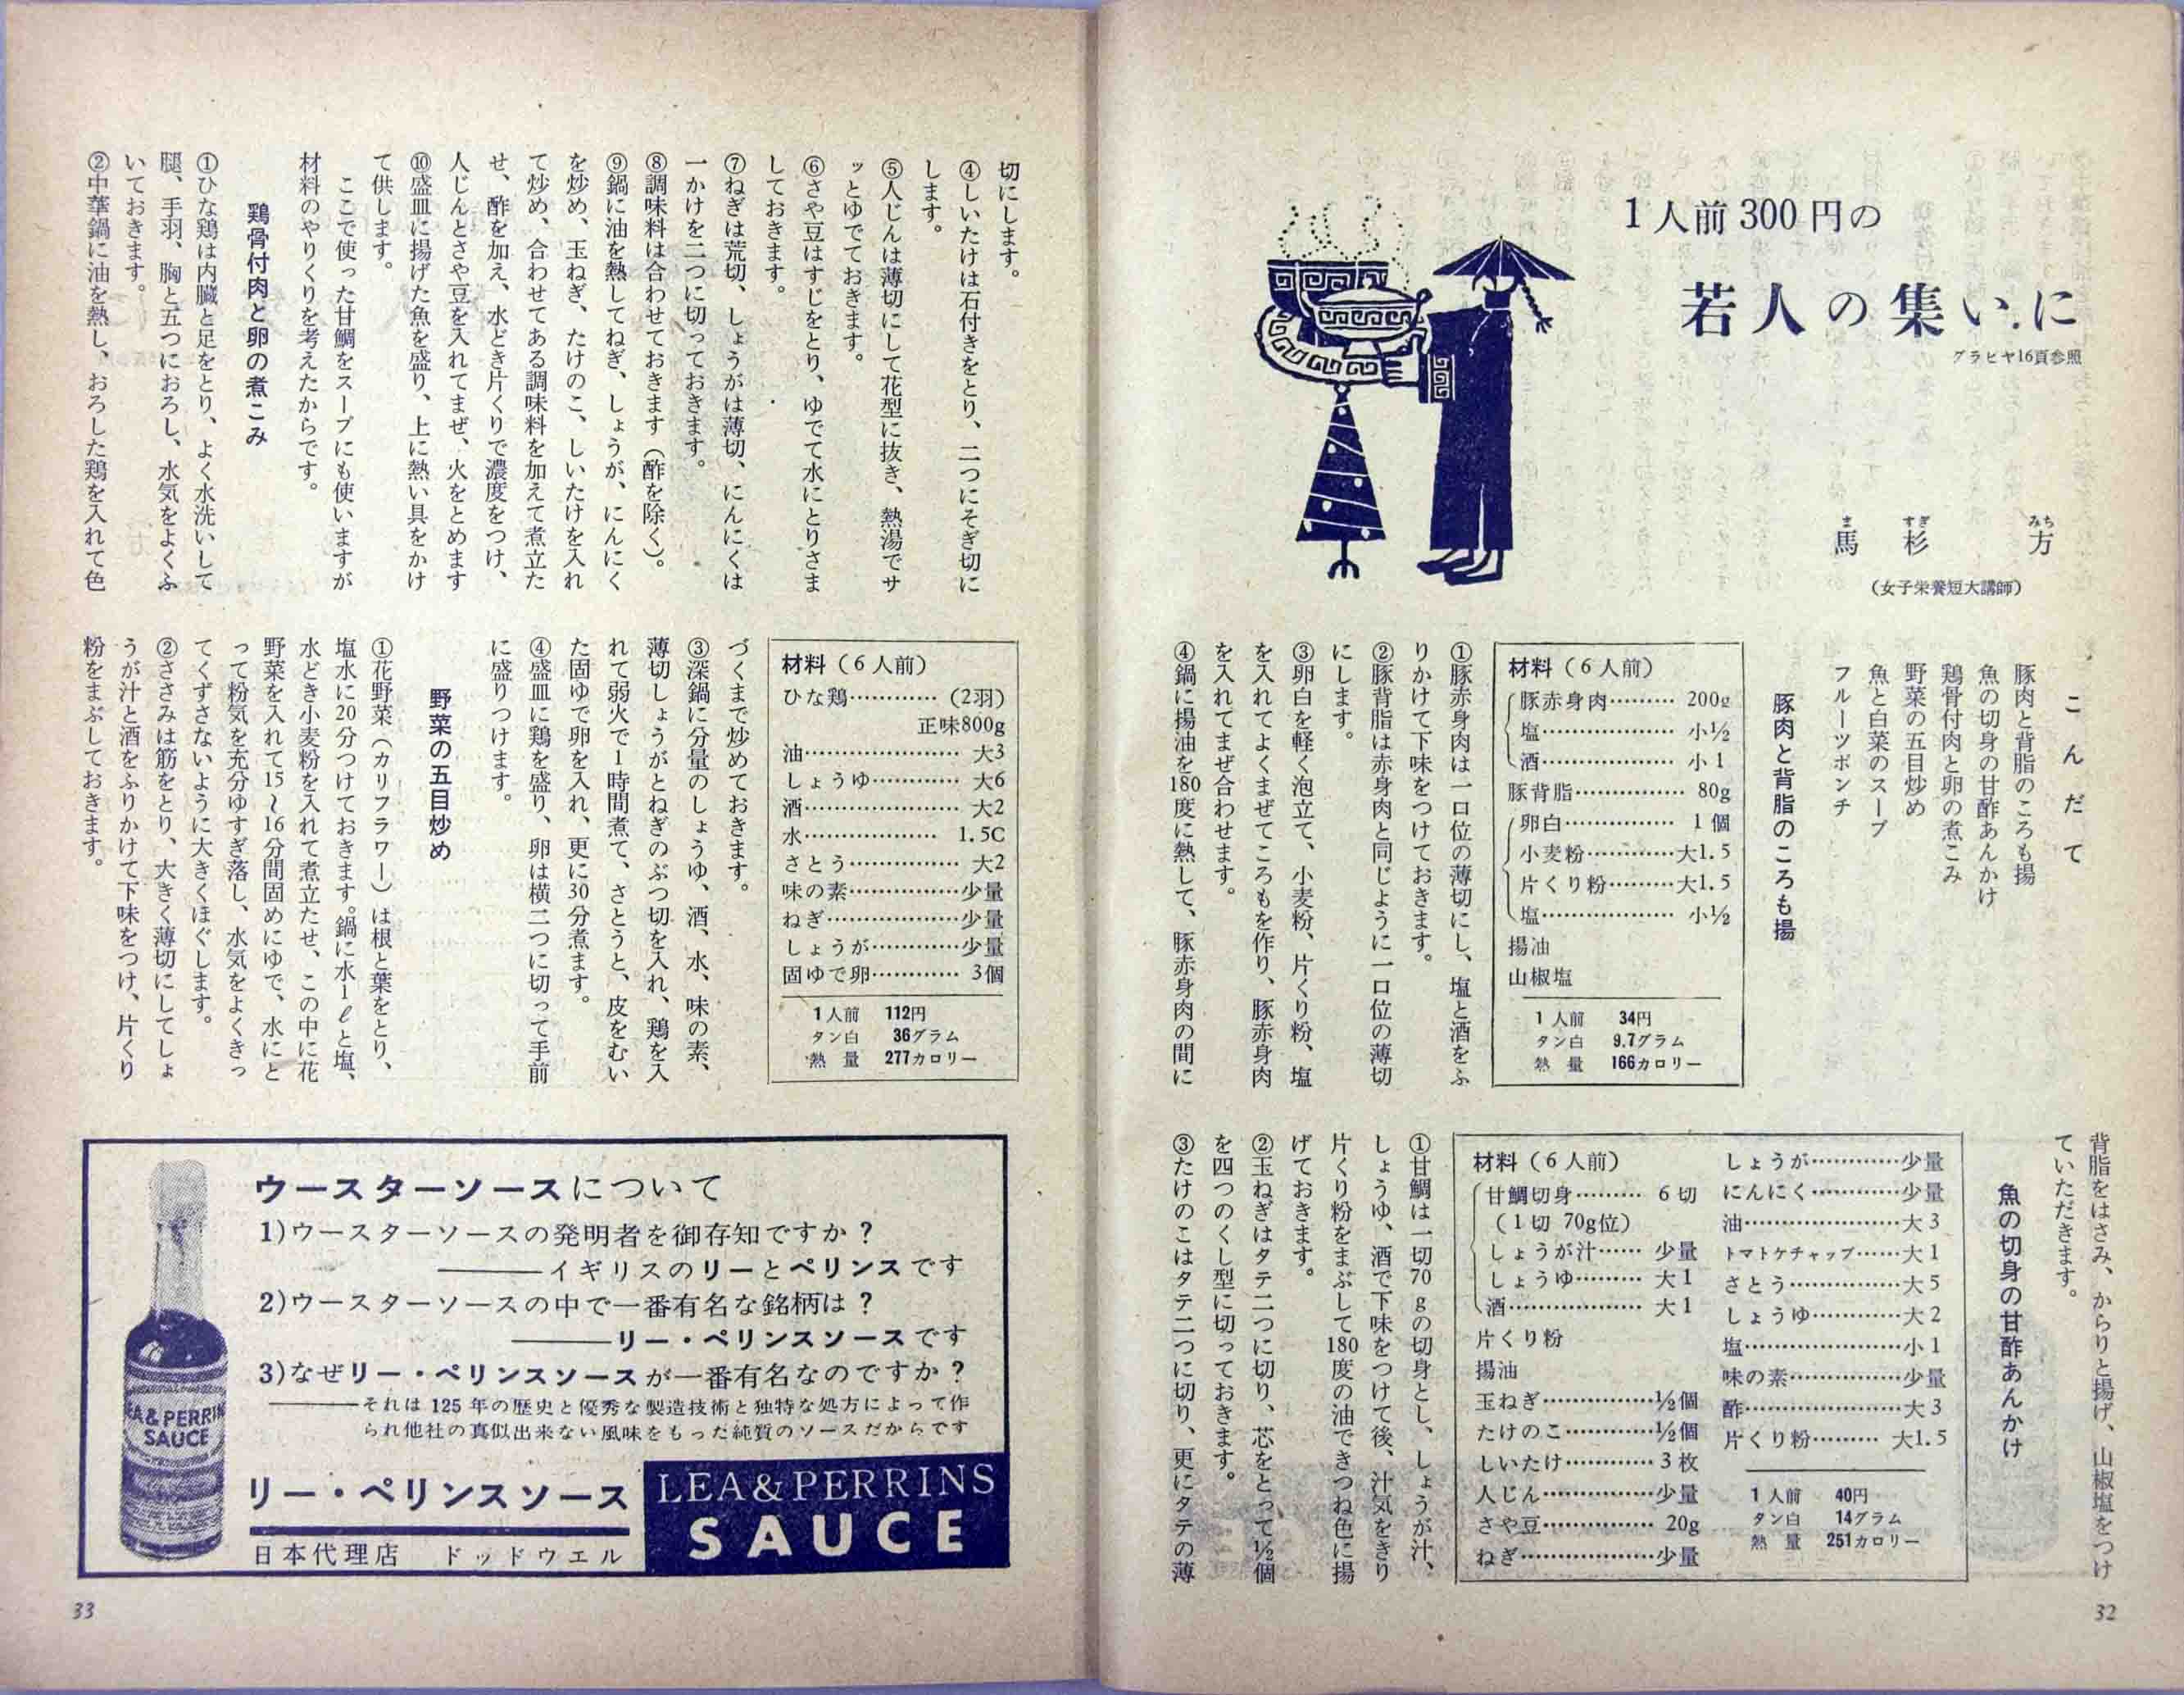 1人前300円の
若人の集いに
グラビヤ16頁参照
馬杉方
ま
すぎ
みち
(女子栄養短大講師)
こんだて
豚肉と背脂のころも揚
魚の切身の甘酢あんかけ
鶏骨付肉と卵の煮こみ
野菜の五目炒め
魚と白菜のスープ
フルーツポンチ
豚肉と背脂のころも揚
材料(6人前)
豚赤身肉……… 200g
塩……………… 小½
酒……………… 小1
豚背脂…………… 80g
卵白…………… 1個
小麦粉…………大1.5
片くり粉………大1.5
塩……………… 小½
揚油
山椒塩
1人前 34円
タン白 9.7グラム
熱量 166カロリー
①豚赤身肉は一口位の薄切にし、塩と酒をふ
りかけて下味をつけておきます。
②豚背脂は赤身肉と同じように一口位の薄切
にします。
③卵白を軽く泡立て、小麦粉、片くり粉、塩
を入れてよくまぜてころもを作り、豚赤身肉
を入れてまぜ合わせます。
④鍋に揚油を180度に熱して、豚赤身肉の間に
背脂をはさみ、からりと揚げ、山椒塩をつけ
ていただきます。
魚の切身の甘酢あんかけ
材料(6人前)
甘鯛切身……… 6切
(1切 70g位)
しょうが汁…… 少量
しょうゆ……… 大1
酒……………… 大1
片くり粉
揚油
玉ねぎ……………½個
たけのこ…………½個
しいたけ…………3枚
人じん……………少量
さや豆…………… 20g
ねぎ………………少量
しょうが…………少量
にんにく…………少量
油…………………大3
トマトケチャップ……大1
さとう……………大5
しょうゆ…………大2
塩…………………小1
味の素……………少量
酢…………………大3
片くり粉……… 大1.5
1人前 40円
タン白 14グラム
熱量 251カロリー
①甘鯛は一切70gの切身とし、しょうが汁、
しょうゆ、酒で下味をつけて後、汁気をきり
片くり粉をまぶして180度の油できつね色に揚
げておきます。
②玉ねぎはタテ二つに切り、芯をとって½個
を四つのくし型に切っておきます。
③たけのこはタテ二つに切り、更にタテの薄
32
切にします。
④しいたけは石付きをとり、二つにそぎ切に
します。
⑤人じんは薄切にして花型に抜き、熱湯でサ
ッとゆでておきます。
⑥さや豆はすじをとり、ゆでて水にとりさま
しておきます。
⑦ねぎは荒切、しょうがは薄切、にんにくは
一かけを二つに切っておきます。
⑧調味料は合わせておきます(酢を除く)。
⑨鍋に油を熱してねぎ、しょうが、にんにく
を炒め、玉ねぎ、たけのこ、しいたけを入れ
て炒め、合わせてある調味料を加えて煮立た
せ、酢を加え、水どき片くりで濃度をつけ、
人じんとさや豆を入れてまぜ、火をとめます
⑩盛皿に揚げた魚を盛り、上に熱い具をかけ
て供します。
ここで使った甘鯛をスープにも使いますが
材料のやりくりを考えたからです。
鶏骨付肉と卵の煮こみ
①ひな鶏は内臓と足をとり、よく水洗いして
腿、手羽、胸と五つにおろし、水気をよくふ
いておきます。
②中華鍋に油を熱し、おろした鶏を入れて色
材料(6人前)
ひな鶏………… (2羽)
正味800g
油………………… 大3
しょうゆ………… 大6
酒………………… 大2
水……………… 1.5C
さとう…………… 大2
味の素……………少量
ねぎ………………少量
しょうが…………少量
固ゆで卵………… 3個
1人前 112円
タン白 36グラム
熱量 277カロリー
づくまで炒めておきます。
③深鍋に分量のしょうゆ、酒、水、味の素、
薄切しょうがとねぎのぶつ切を入れ、鶏を入
れて弱火で1時間煮て、さとうと、皮をむい
た固ゆで卵を入れ、更に30分煮ます。
④盛皿に鶏を盛り、卵は横二つに切って手前
に盛りつけます。
野菜の五目炒め
①花野菜(カリフラワー)は根と葉をとり、
塩水に20分つけておきます。鍋に水1ℓと塩、
水どき小麦粉を入れて煮立たせ、この中に花
野菜を入れて15〜16分間固めにゆで、水にと
って粉気を充分ゆすぎ落し、水気をよくきっ
てくずさないように大きくほぐします。
②ささみは筋をとり、大きく薄切にしてしょ
うが汁と酒をふりかけて下味をつけ、片くり
粉をまぶしておきます。
ウースターソースについて
1)ウースターソースの発明者を御存知ですか?
———イギリスのリーとペリンスです
2)ウースターソースの中で一番有名な銘柄は?
———リー・ペリンスソースです
3)なぜリー・ペリンスソースが一番有名なのですか?
———それは125年の歴史と優秀な製造技術と独特な処方によって作
られ他社の真似出来ない風味をもった純質のソースだからです
リー・ペリンスソース
日本代理店 ドッドウエル
LEA&PERRINS
SAUCE
EA & PERRIN
SAUCE
33